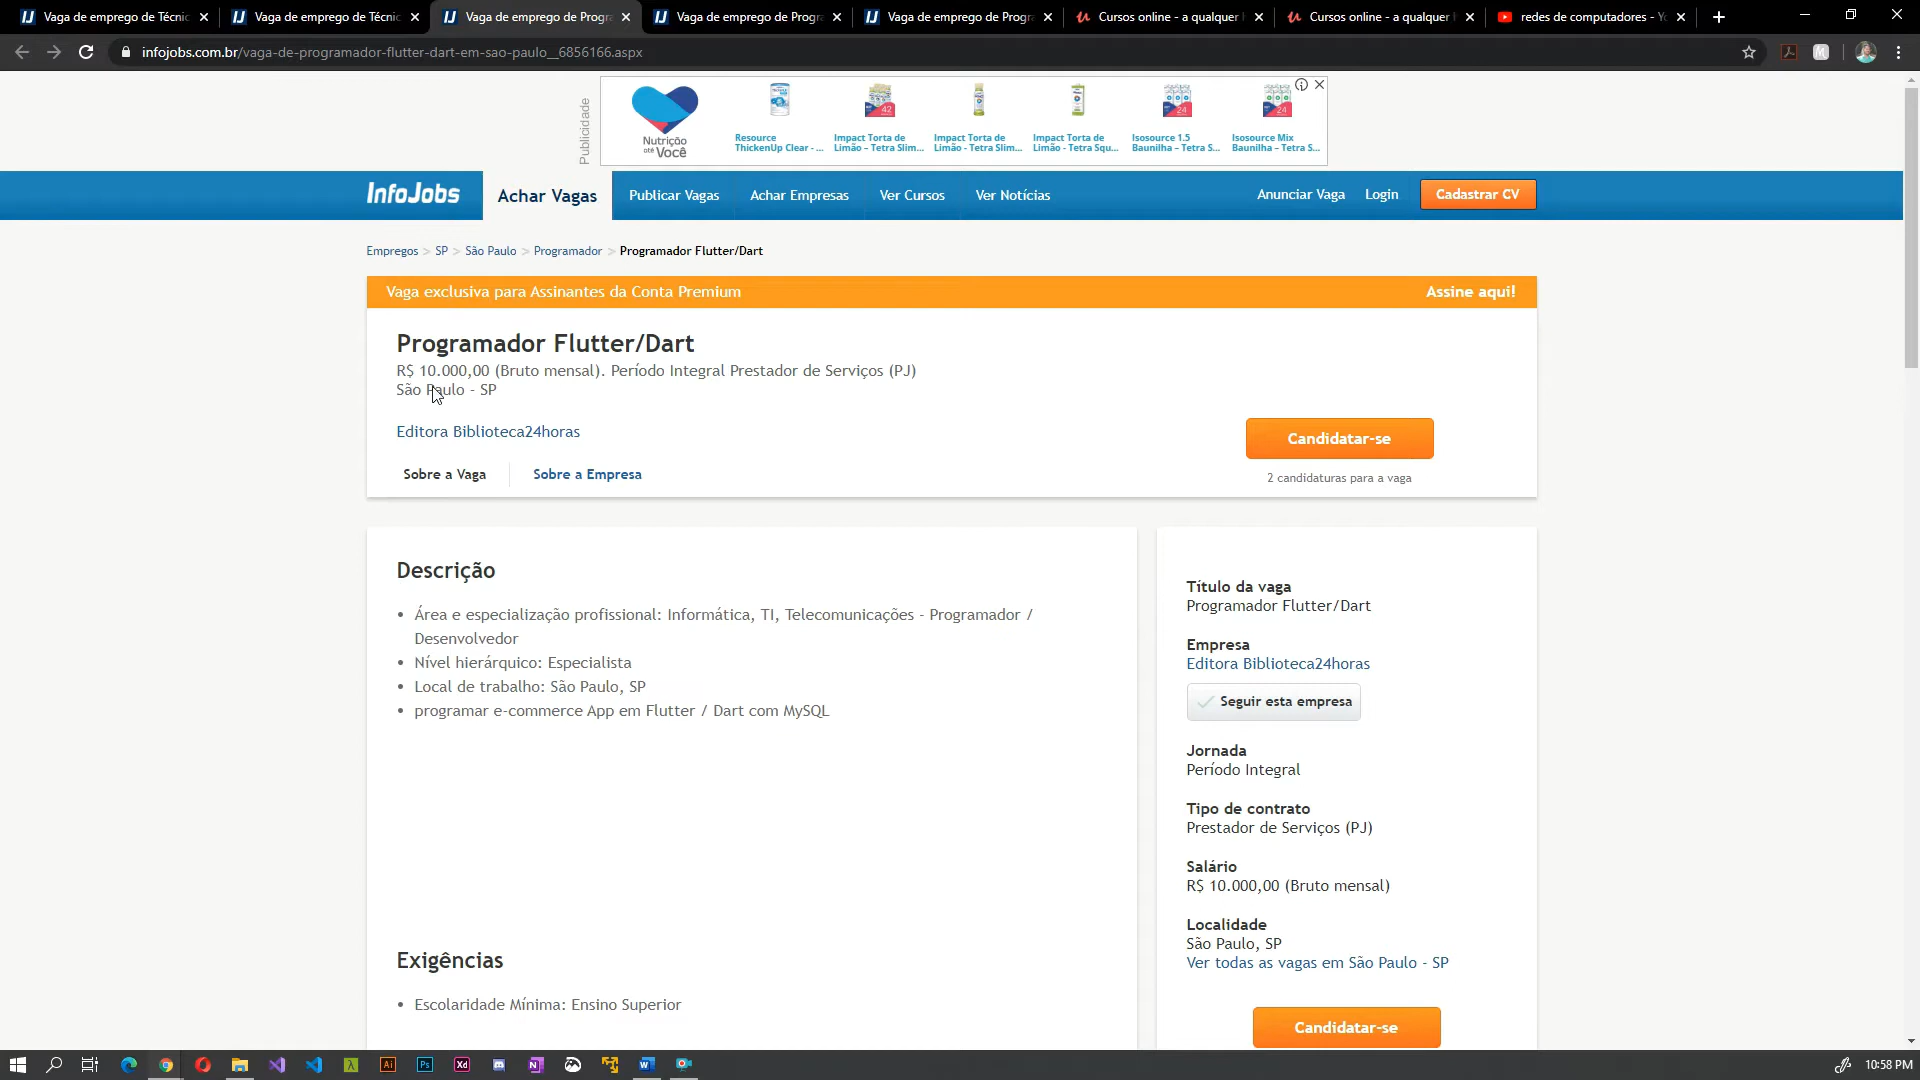 Vaga de emprego de Técnic
Vaga de emprego de Técnic
Vaga de emprego de Progra
Vaga de emprego de Progra
Vaga de emprego de Progra
Cursos online - a qualquer
Cursos online - a qualquer
redes de computadores - Yo
infojobs.com.br/vaga-de-programador-flutter-dart-em-sao-paulo__6856166.aspx
Publicidade
Nutrição
até Você
Resource
ThickenUp Clear - ...
Impact Torta de
Limão – Tetra Slim...
Impact Torta de
Limão - Tetra Slim...
Impact Torta de
Limão - Tetra Squ...
Isosource 1.5
Baunilha – Tetra S...
Isosource Mix
Baunilha – Tetra S...
InfoJobs
Achar Vagas
Publicar Vagas
Achar Empresas
Ver Cursos
Ver Notícias
Anunciar Vaga
Login
Cadastrar CV
Empregos > SP > São Paulo > Programador > Programador Flutter/Dart
Vaga exclusiva para Assinantes da Conta Premium
Assine aqui!
Programador Flutter/Dart
R$ 10.000,00 (Bruto mensal). Período Integral Prestador de Serviços (PJ)
São Paulo - SP
Editora Biblioteca24horas
Candidatar-se
2 candidaturas para a vaga
Sobre a Vaga
Sobre a Empresa
Descrição
• Área e especialização profissional: Informática, TI, Telecomunicações - Programador /
Desenvolvedor
• Nível hierárquico: Especialista
• Local de trabalho: São Paulo, SP
• programar e-commerce App em Flutter / Dart com MySQL
Exigências
• Escolaridade Mínima: Ensino Superior
Título da vaga
Programador Flutter/Dart
Empresa
Editora Biblioteca24horas
Seguir esta empresa
Jornada
Período Integral
Tipo de contrato
Prestador de Serviços (PJ)
Salário
R$ 10.000,00 (Bruto mensal)
Localidade
São Paulo, SP
Ver todas as vagas em São Paulo - SP
Candidatar-se
Ai
Ps
Xd
10:58 PM